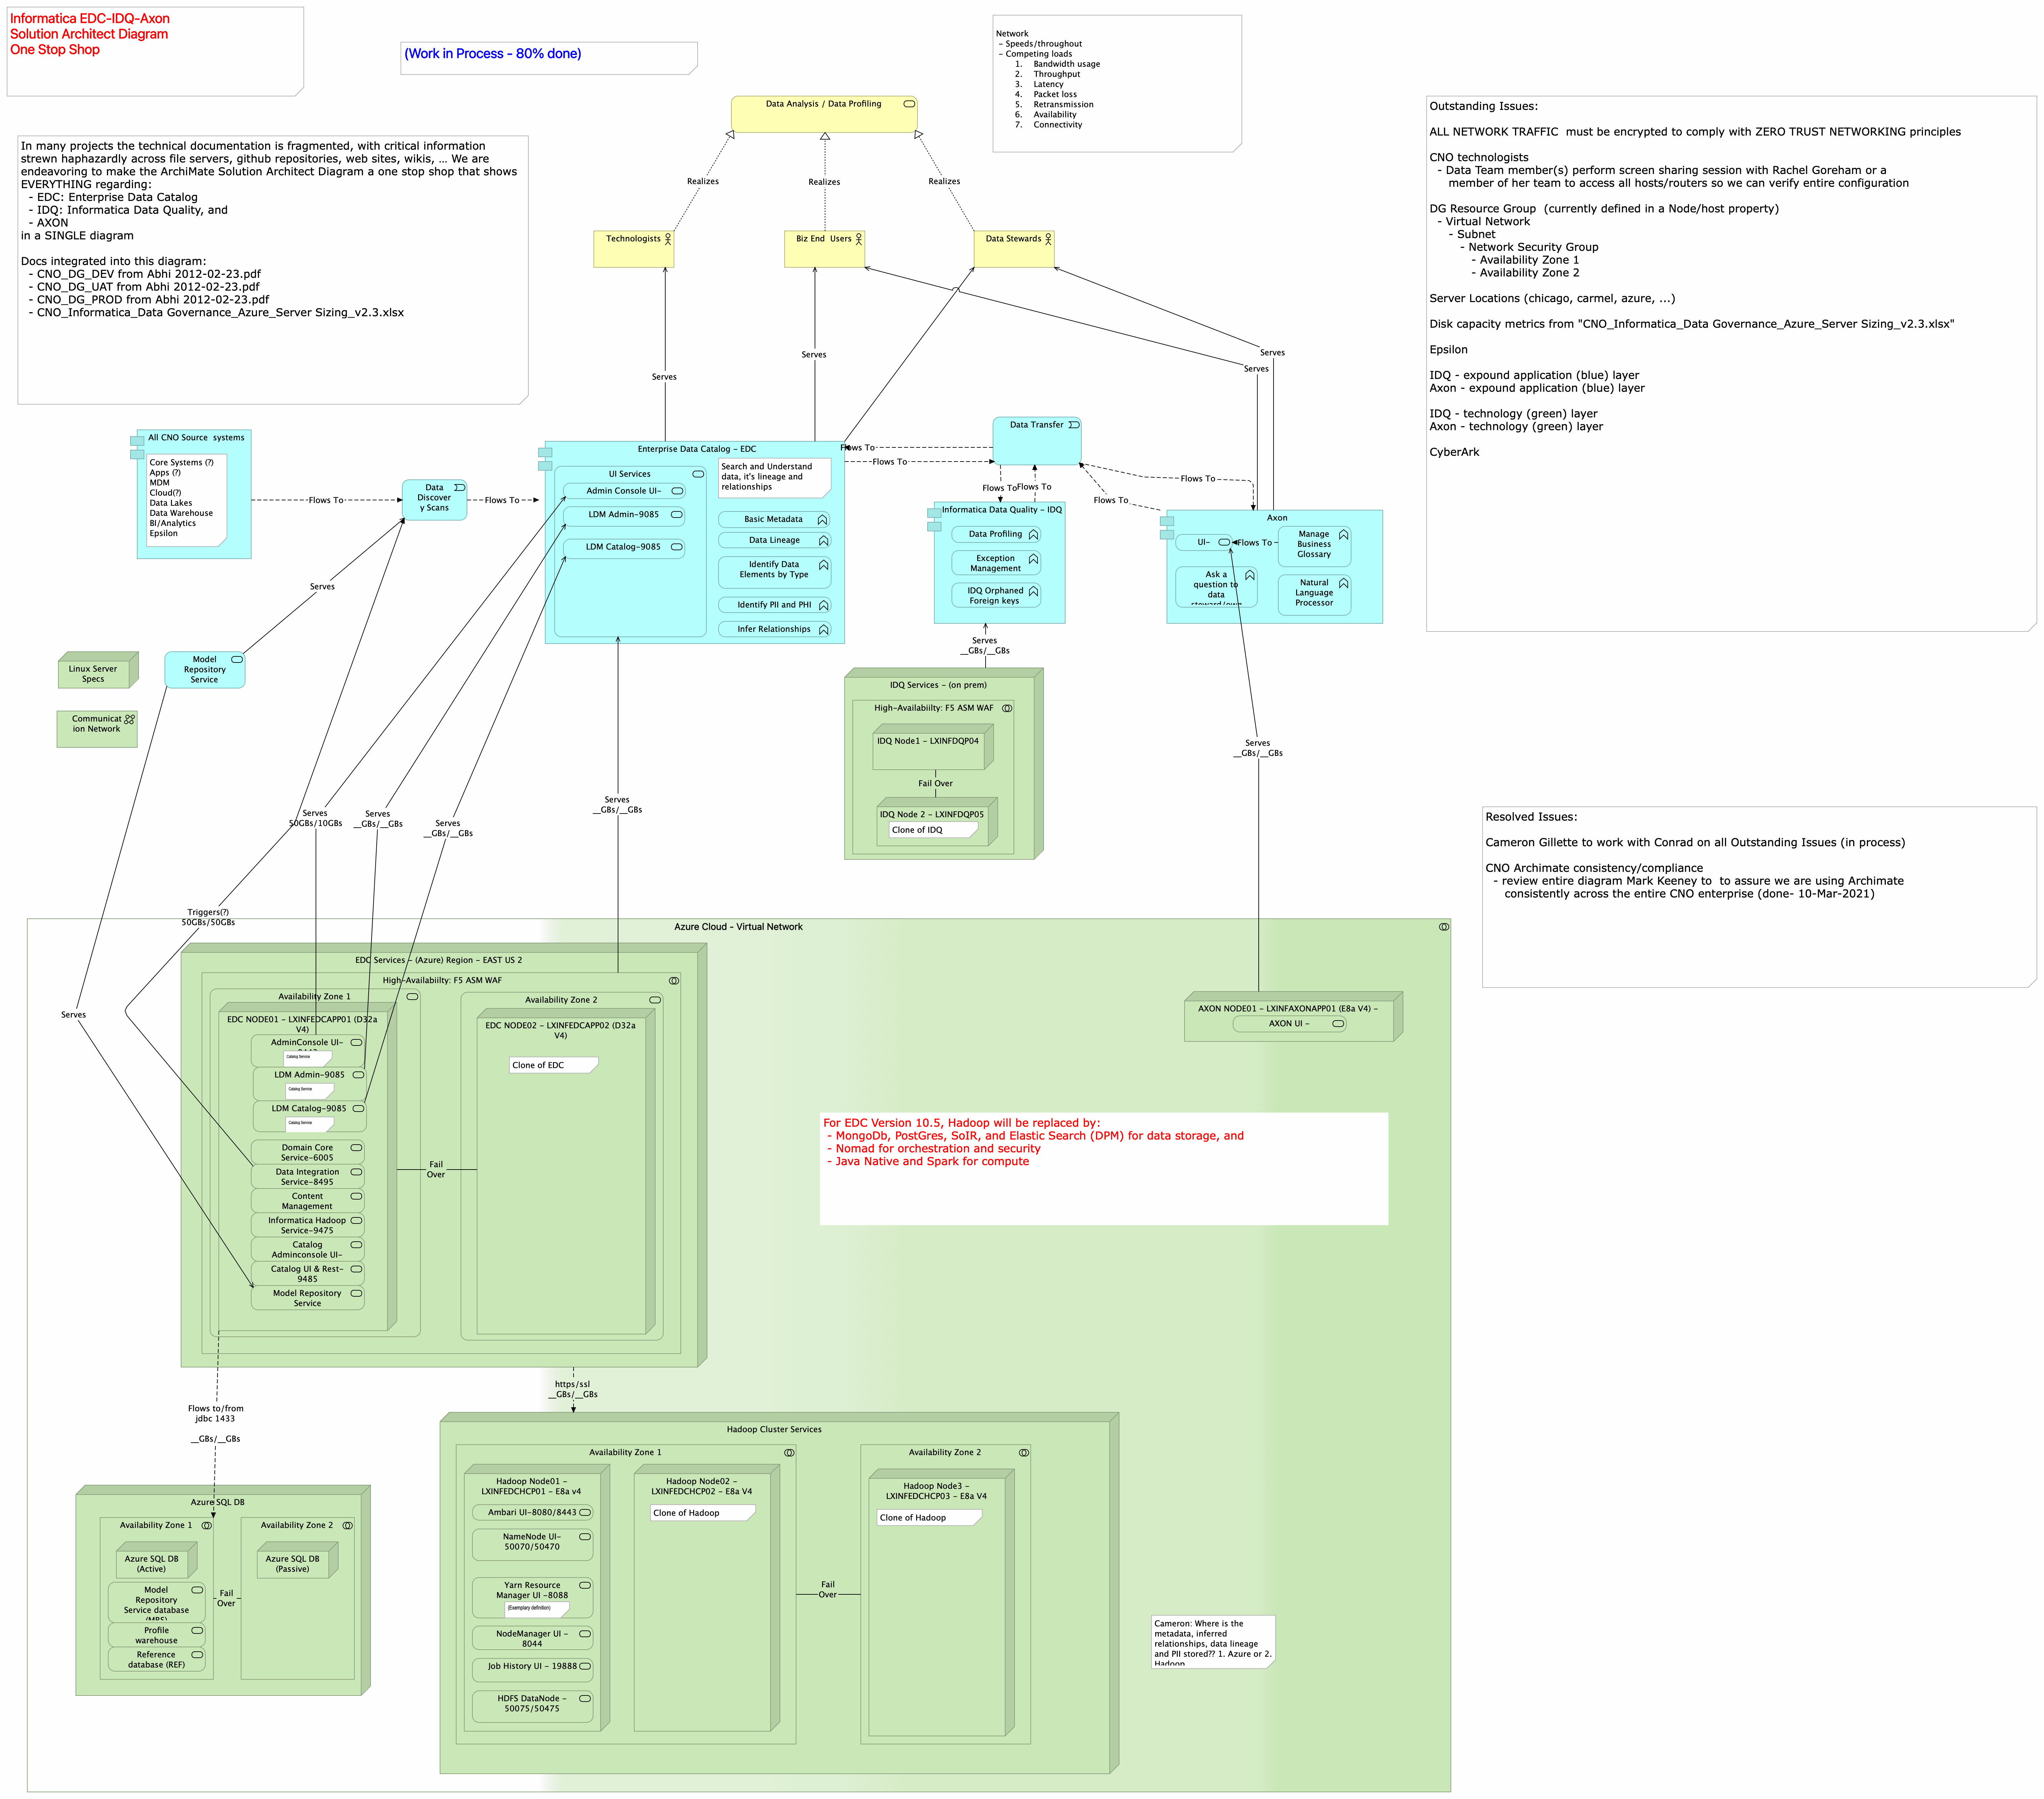 Informatica EDC-IDQ-Axon
Solution Architect Diagram
One Stop Shop
(Work in Process - 80% done)
Network
- Speeds/throughout
- Competing loads
1. Bandwidth usage
2. Throughput
3. Latency
4. Packet loss
5. Retransmission
6. Availability
7. Connectivity
In many projects the technical documentation is fragmented, with critical information
strewn haphazardly across file servers, github repositories, web sites, wikis, ... We are
endeavoring to make the ArchiMate Solution Architect Diagram a one stop shop that shows
EVERYTHING regarding:
- EDC: Enterprise Data Catalog
- IDQ: Informatica Data Quality, and
- AXON
in a SINGLE diagram
Docs integrated into this diagram:
- CNO_DG_DEV from Abhi 2012-02-23.pdf
- CNO_DG_UAT from Abhi 2012-02-23.pdf
- CNO_DG_PROD from Abhi 2012-02-23.pdf
- CNO_Informatica_Data Governance_Azure_Server Sizing_v2.3.xlsx
Outstanding Issues:
ALL NETWORK TRAFFIC  must be encrypted to comply with ZERO TRUST NETWORKING principles
CNO technologists
- Data Team member(s) perform screen sharing session with Rachel Goreham or a
member of her team to access all hosts/routers so we can verify entire configuration
DG Resource Group  (currently defined in a Node/host property)
- Virtual Network
- Subnet
- Network Security Group
- Availability Zone 1
- Availability Zone 2
Server Locations (chicago, carmel, azure, ...)
Disk capacity metrics from "CNO_Informatica_Data Governance_Azure_Server Sizing_v2.3.xlsx"
Epsilon
IDQ - expound application (blue) layer
Axon - expound application (blue) layer
IDQ - technology (green) layer
Axon - technology (green) layer
CyberArk
Data Analysis / Data Profiling
Realizes
Realizes
Realizes
Technologists
Biz End  Users
Data Stewards
Serves
Serves
Serves
Serves
All CNO Source  systems
Core Systems (?)
Apps (?)
MDM
Cloud(?)
Data Lakes
Data Warehouse
BI/Analytics
Epsilon
Flows To
Data
Discover
y Scans
Flows To
Enterprise Data Catalog - EDC
UI Services
Admin Console UI-
LDM Admin-9085
LDM Catalog-9085
Search and Understand
data, it's lineage and
relationships
Basic Metadata
Data Lineage
Identify Data
Elements by Type
Identify PII and PHI
Infer Relationships
Flows To
Flows To
Data Transfer
Flows To
Flows To
Flows To
Flows To
Informatica Data Quality - IDQ
Data Profiling
Exception
Management
IDQ Orphaned
Foreign keys
Axon
UI-
Flows To
Manage
Business
Glossary
Ask a
question to
data
steward/own
Natural
Language
Processor
Serves
Serves
__GBs/__GBs
Linux Server
Specs
Model
Repository
Service
Communicat
ion Network
IDQ Services - (on prem)
High-Availabiilty: F5 ASM WAF
IDQ Node1 - LXINFDQP04
Fail Over
IDQ Node 2 - LXINFDQP05
Clone of IDQ
Serves
__GBs/__GBs
Serves
50GBs/10GBs
Serves
__GBs/__GBs
Serves
__GBs/__GBs
Serves
__GBs/__GBs
Triggers(?)
50GBs/50GBs
Serves
Resolved Issues:
Cameron Gillette to work with Conrad on all Outstanding Issues (in process)
CNO Archimate consistency/compliance
- review entire diagram Mark Keeney to  to assure we are using Archimate
consistently across the entire CNO enterprise (done- 10-Mar-2021)
Azure Cloud - Virtual Network
EDC Services - (Azure) Region - EAST US 2
High-Availabiilty: F5 ASM WAF
Availability Zone 1
EDC NODE01 - LXINFEDCAPP01 (D32a
V4)
AdminConsole UI-
Catalog Service
LDM Admin-9085
Catalog Service
LDM Catalog-9085
Catalog Service
Domain Core
Service-6005
Data Integration
Service-8495
Content
Management
Informatica Hadoop
Service-9475
Catalog
Adminconsole UI-
Catalog UI & Rest-
9485
Model Repository
Service
Fail
Over
Availability Zone 2
EDC NODE02 - LXINFEDCAPP02 (D32a
V4)
Clone of EDC
AXON NODE01 - LXINFAXONAPP01 (E8a V4) -
AXON UI -
For EDC Version 10.5, Hadoop will be replaced by:
- MongoDb, PostGres, SolR, and Elastic Search (DPM) for data storage, and
- Nomad for orchestration and security
- Java Native and Spark for compute
Flows to/from
jdbc 1433
__GBs/__GBs
https/ssl
__GBs/__GBs
Azure SQL DB
Availability Zone 1
Azure SQL DB
(Active)
Model
Repository
Service database
(MRS)
Profile
warehouse
Reference
database (REF)
Fail
Over
Availability Zone 2
Azure SQL DB
(Passive)
Hadoop Cluster Services
Availability Zone 1
Hadoop Node01 -
LXINFEDCHCP01 - E8a v4
Ambari UI-8080/8443
NameNode UI-
50070/50470
Yarn Resource
Manager UI -8088
(Exemplary definition)
NodeManager UI -
8044
Job History UI - 19888
HDFS DataNode -
50075/50475
Hadoop Node02 -
LXINFEDCHCP02 - E8a V4
Clone of Hadoop
Fail
Over
Availability Zone 2
Hadoop Node3 -
LXINFEDCHCP03 - E8a V4
Clone of Hadoop
Cameron: Where is the
metadata, inferred
relationships, data lineage
and PII stored?? 1. Azure or 2.
Hadoop